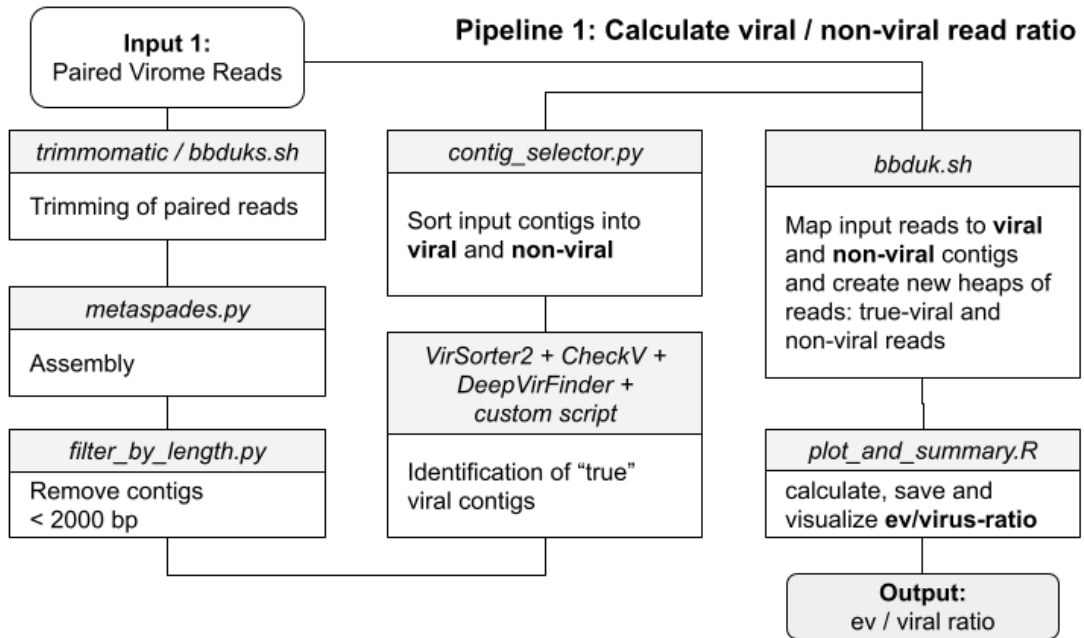 Pipeline 1: Calculate viral / non-viral read ratio
Input 1:
Paired Virome Reads
trimmomatic / bbduks.sh
Trimming of paired reads
metaspades.py
Assembly
filter_by_length.py
Remove contigs
< 2000 bp
contig_selector.py
Sort input contigs into
viral and non-viral
VirSorter2 + CheckV +
DeepVirFinder +
custom script
Identification of “true”
viral contigs
bbduk.sh
Map input reads to viral
and non-viral contigs
and create new heaps of
reads: true-viral and
non-viral reads
plot_and_summary.R
calculate, save and
visualize ev/virus-ratio
Output:
ev / viral ratio